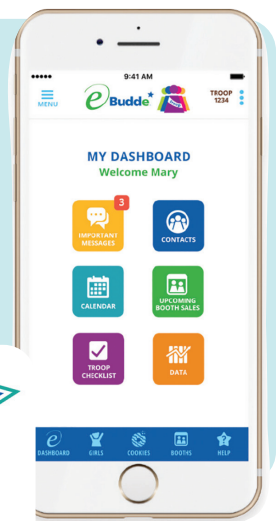 9:41 AM
MENU
eBudde
TROOP
1234
MY DASHBOARD
Welcome Mary
3
IMPORTANT
MESSAGES
CONTACTS
CALENDAR
UPCOMING
BOOTH SALES
TROOP
CHECKLIST
DATA
DASHBOARD GIRLS COOKIES BOOTHS HELP